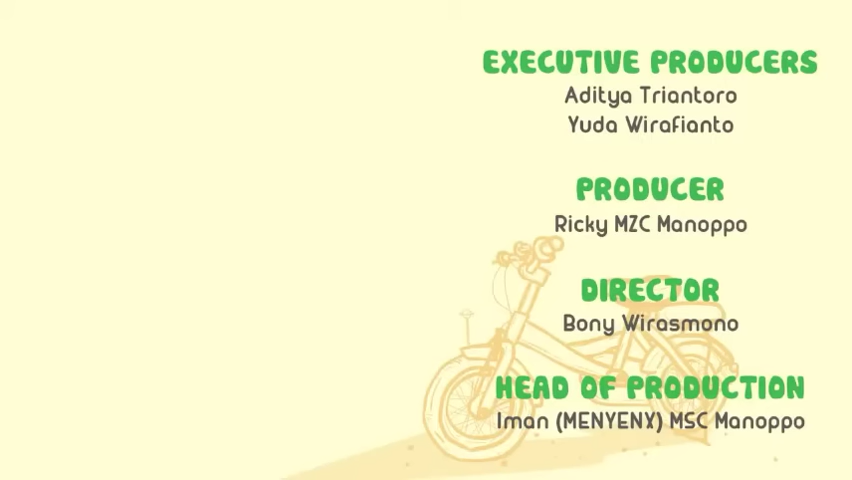 EXECUTIVE PRODUCERS
Aditya Triantoro
Yuda Wirafianto
PRODUCER
Ricky MZC Manoppo
DIRECTOR
Bony Wirasmono
HEAD OF PRODUCTION
Iman (MENYENX) MSC Manoppo